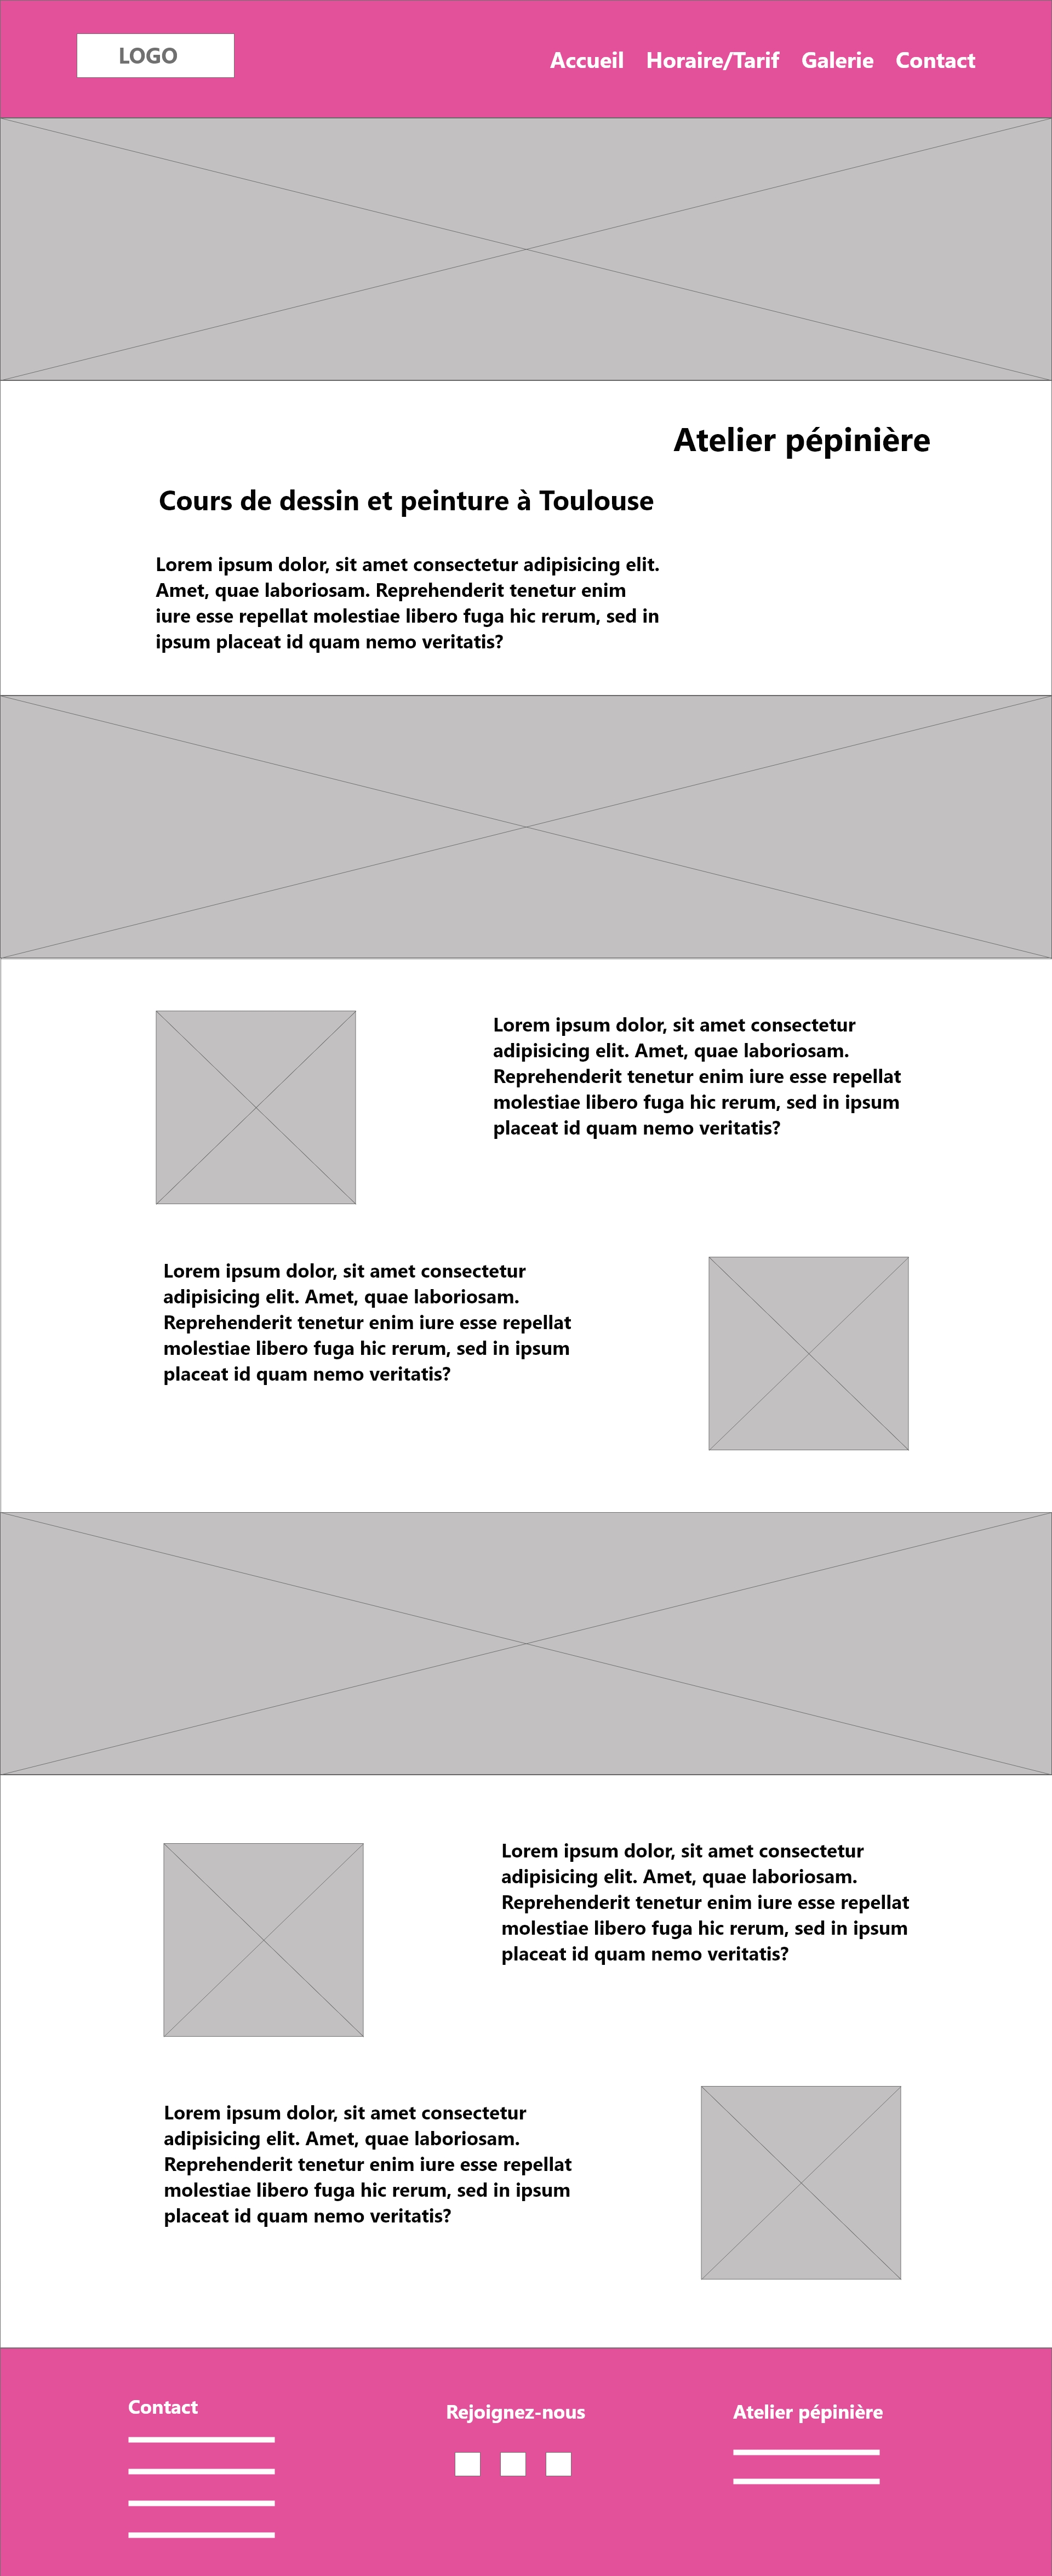 LOGO
Accueil Horaire/Tarif Galerie Contact
Atelier pépinière
Cours de dessin et peinture à Toulouse
Lorem ipsum dolor, sit amet consectetur adipisicing elit.
Amet, quae laboriosam. Reprehenderit tenetur enim
iure esse repellat molestiae libero fuga hic rerum, sed in
ipsum placeat id quam nemo veritatis?
Lorem ipsum dolor, sit amet consectetur
adipisicing elit. Amet, quae laboriosam.
Reprehenderit tenetur enim iure esse repellat
molestiae libero fuga hic rerum, sed in ipsum
placeat id quam nemo veritatis?
Lorem ipsum dolor, sit amet consectetur
adipisicing elit. Amet, quae laboriosam.
Reprehenderit tenetur enim iure esse repellat
molestiae libero fuga hic rerum, sed in ipsum
placeat id quam nemo veritatis?
Lorem ipsum dolor, sit amet consectetur
adipisicing elit. Amet, quae laboriosam.
Reprehenderit tenetur enim iure esse repellat
molestiae libero fuga hic rerum, sed in ipsum
placeat id quam nemo veritatis?
Lorem ipsum dolor, sit amet consectetur
adipisicing elit. Amet, quae laboriosam.
Reprehenderit tenetur enim iure esse repellat
molestiae libero fuga hic rerum, sed in ipsum
placeat id quam nemo veritatis?
Contact
Rejoignez-nous
Atelier pépinière